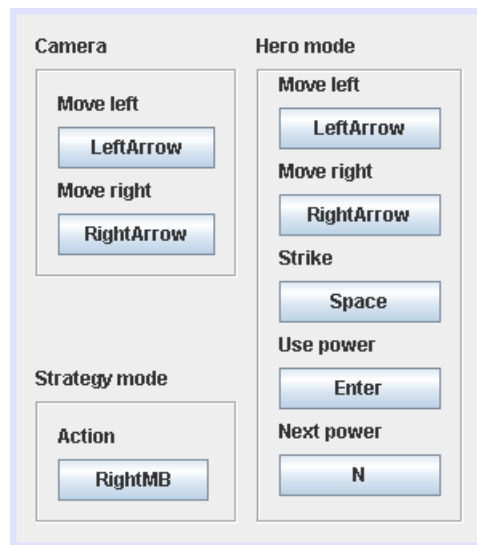 Camera
Move left
LeftArrow
Move right
RightArrow
Strategy mode
Action
RightMB
Hero mode
Move left
LeftArrow
Move right
RightArrow
Strike
Space
Use power
Enter
Next power
N